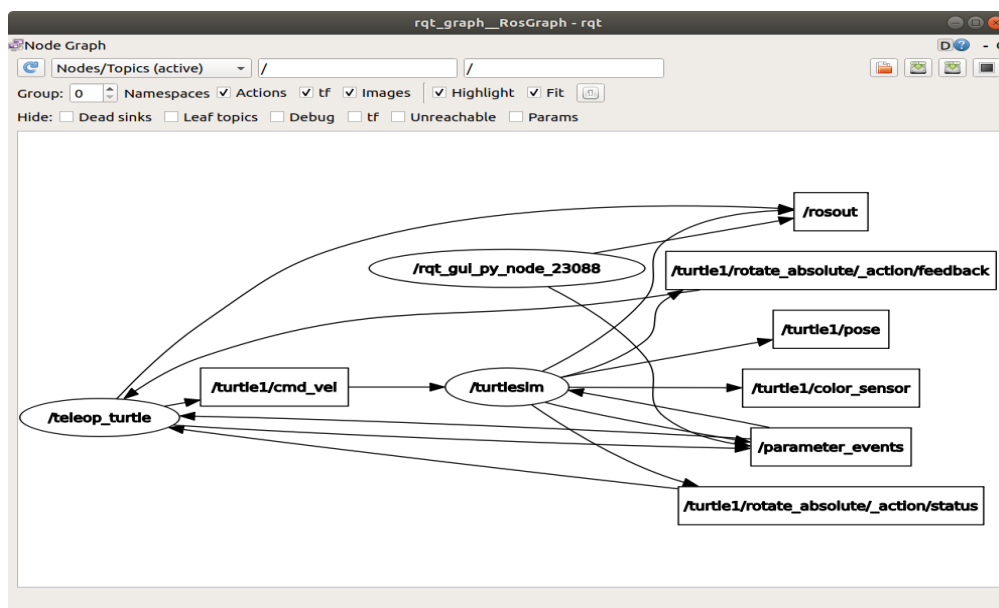 rqt_graph__RosGraph - rqt
Node Graph
D
Nodes/Topics (active) / /
Group: 0 Namespaces Actions tf Images Highlight Fit
Hide: Dead sinks Leaf topics Debug tf Unreachable Params
/rosout
/rqt_gui_py_node_23088
/turtle1/rotate_absolute/_action/feedback
/turtle1/pose
/turtle1/cmd_vel
/turtlesim
/turtle1/color_sensor
/teleop_turtle
/parameter_events
/turtle1/rotate_absolute/_action/status